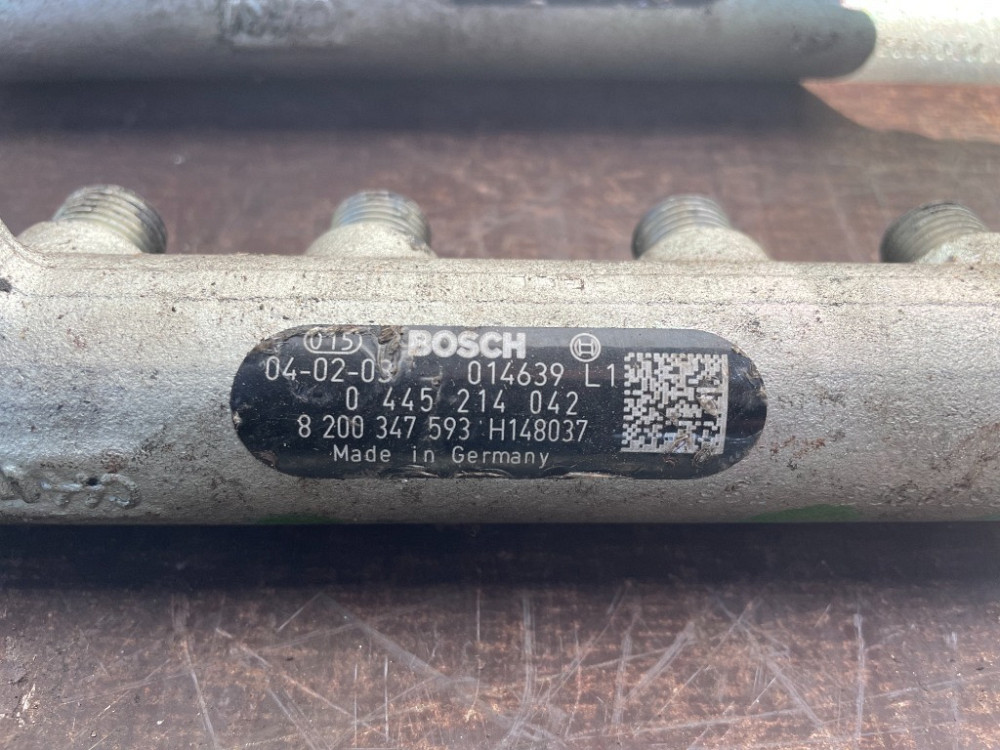 015 BOSCH
04-02-03 014639 L1
0 445 214 042
8 200 347 593 H148037
Made in Germany